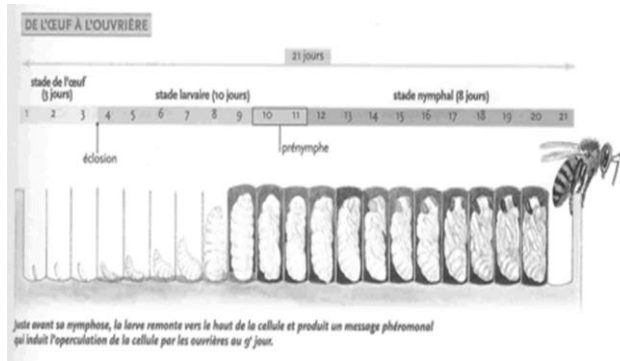 DE L'ŒUF À L'OUVRIÈRE
21 jours
stade de l'œuf
(3 jours)
stade larvaire (10 jours)
stade nymphal (8 jours)
1 2 3 4 5 6 7 8 9 10 11 12 13 14 15 16 17 18 19 20 21
éclosion
prénymphe
Juste avant sa nymphose, la larve remonte vers le haut de la cellule et produit un message phéromonal
qui induit l'operculation de la cellule par les ouvrières au 9e jour.